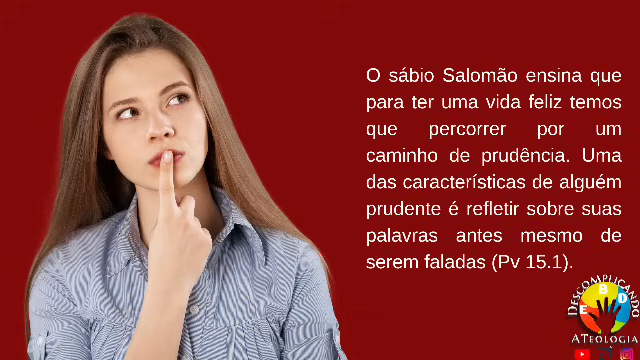 O sábio Salomão ensina que
para ter uma vida feliz temos
que percorrer por um
caminho de prudência. Uma
das características de alguém
prudente é refletir sobre suas
palavras antes mesmo de
serem faladas (Pv 15.1).
DESCOMPLICANDO
EBD
ATEOLOGIA